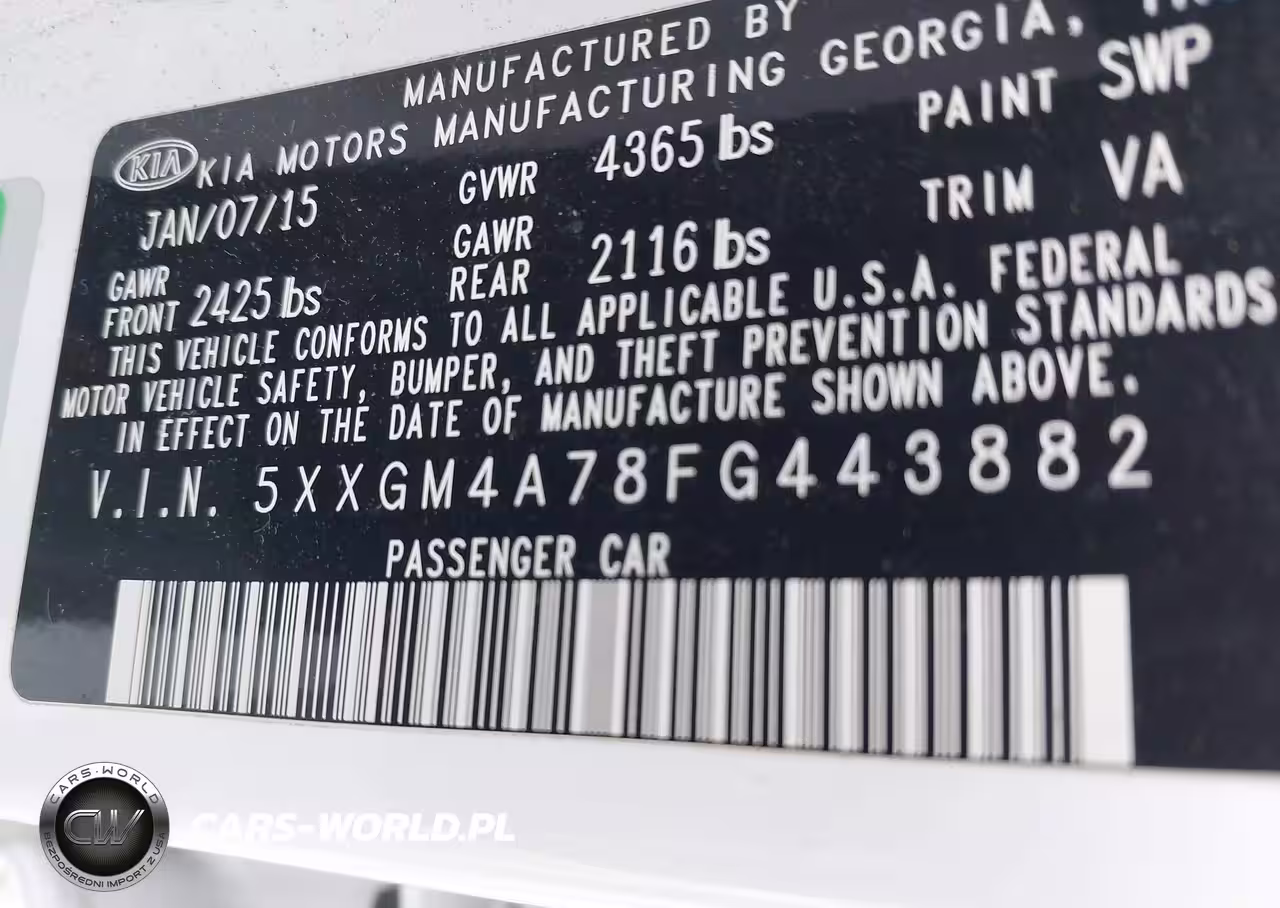 MANUFACTURED BY
KIA KIA MOTORS MANUFACTURING GEORGIA,
JAN/07/15 GVWR 4365 lbs PAINT SWP
GAWR FRONT 2425 lbs GAWR REAR 2116 lbs TRIM VA
THIS VEHICLE CONFORMS TO ALL APPLICABLE U.S.A. FEDERAL
MOTOR VEHICLE SAFETY, BUMPER, AND THEFT PREVENTION STANDARDS
IN EFFECT ON THE DATE OF MANUFACTURE SHOWN ABOVE.
V.I.N. 5XXGM4A78FG443882
PASSENGER CAR
CARS-WORLD
CW
BEZPOŚREDNI IMPORT Z USA
CARS-WORLD.PL